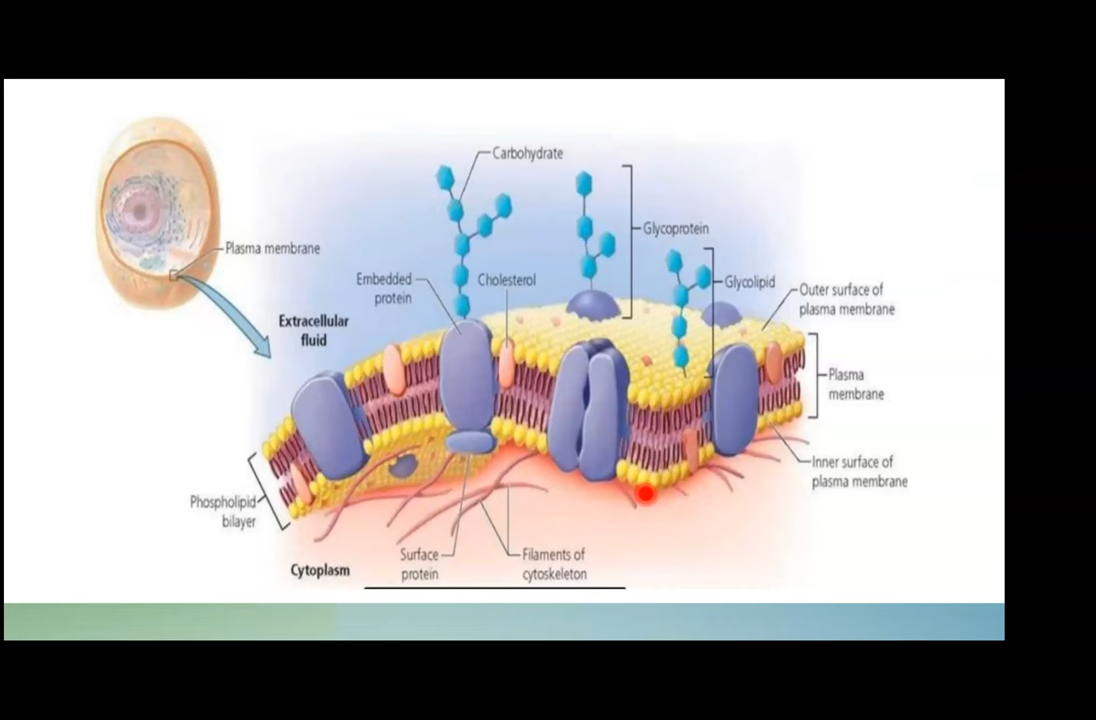 Carbohydrate
Glycoprotein
Plasma membrane
Embedded
protein
Cholesterol
Glycolipid
Outer surface of
plasma membrane
Extracellular
fluid
Plasma
membrane
Inner surface of
plasma membrane
Phospholipid
bilayer
Surface
protein
Filaments of
cytoskeleton
Cytoplasm